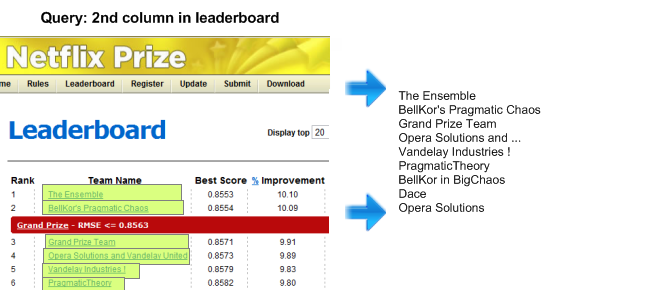 Query: 2nd column in leaderboard
Netflix Prize
me Rules Leaderboard Register Update Submit Download
Leaderboard
Display top 20
Rank Team Name Best Score % Improvement
1 The Ensemble 0.8553 10.10
2 BellKor's Pragmatic Chaos 0.8554 10.09
Grand Prize - RMSE <= 0.8563
3 Grand Prize Team 0.8571 9.91
4 Opera Solutions and Vandelay United 0.8573 9.89
5 Vandelay Industries ! 0.8579 9.83
6 PragmaticTheory 0.8582 9.80
The Ensemble
BellKor's Pragmatic Chaos
Grand Prize Team
Opera Solutions and ...
Vandelay Industries !
PragmaticTheory
BellKor in BigChaos
Dace
Opera Solutions